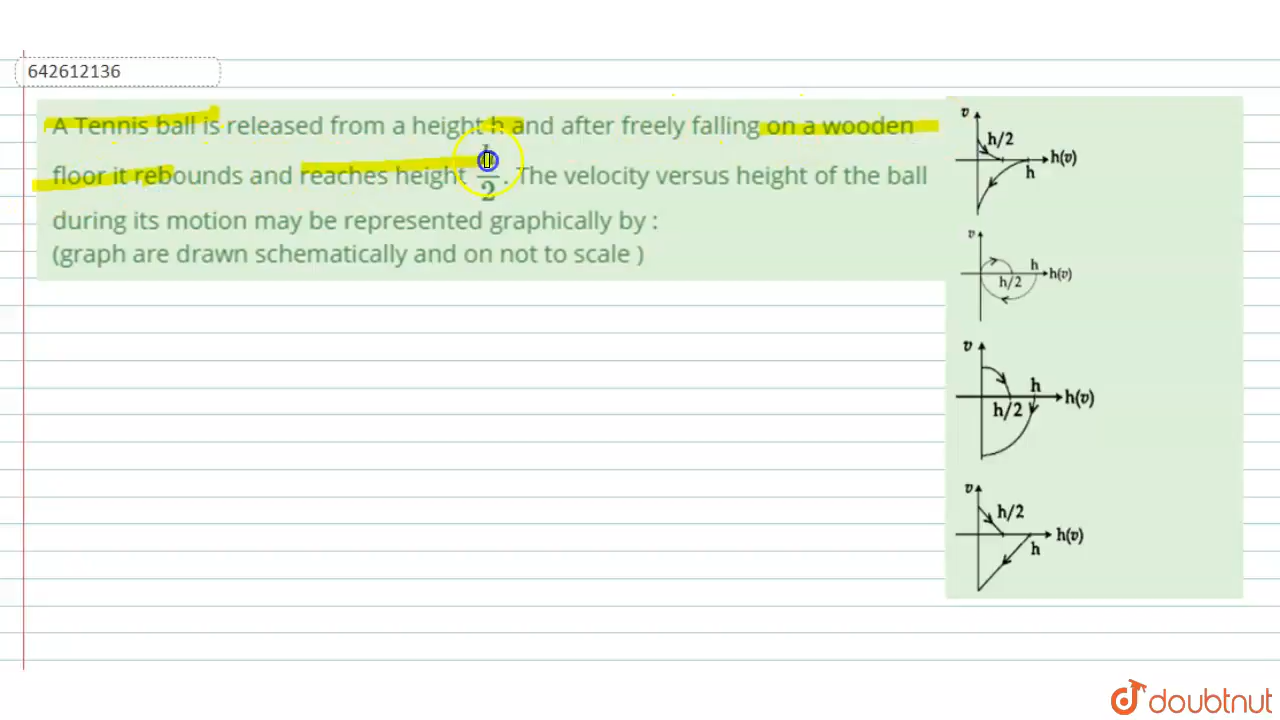 642612136
A Tennis ball is released from a height h and after freely falling on a wooden
floor it rebounds and reaches height h/2. The velocity versus height of the ball
during its motion may be represented graphically by :
(graph are drawn schematically and on not to scale )
v
h/2
h(v)
h
v
h
h(v)
h/2
v
h
h(v)
h/2
v
h/2
h(v)
h
doubtnut